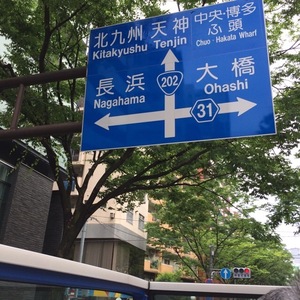 北九州 天神 中央・博多
ふ頭
Kitakyushu Tenjin Chuo・Hakata Wharf
長浜 202 大橋
Nagahama 31 Ohashi